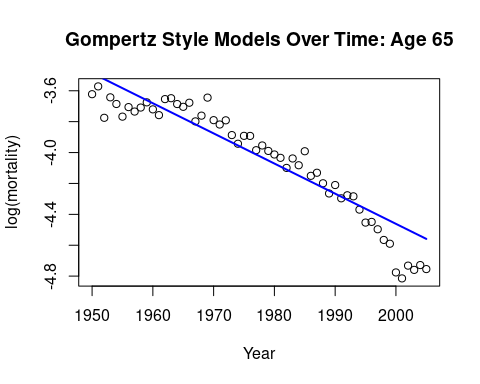 Gompertz Style Models Over Time: Age 65
log(mortality)
-3.6
-4.0
-4.4
-4.8
1950 1960 1970 1980 1990 2000
Year